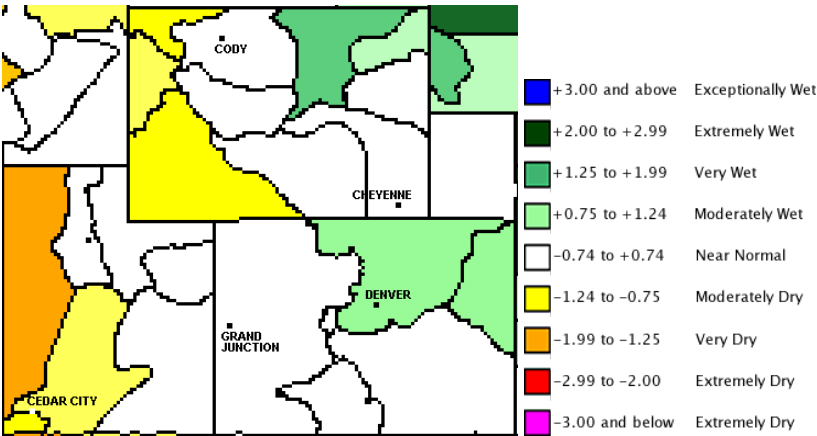 CODY
CHEYENNE
DENVER
GRAND
JUNCTION
CEDAR CITY
+3.00 and above Exceptionally Wet
+2.00 to +2.99 Extremely Wet
+1.25 to +1.99 Very Wet
+0.75 to +1.24 Moderately Wet
-0.74 to +0.74 Near Normal
-1.24 to -0.75 Moderately Dry
-1.99 to -1.25 Very Dry
-2.99 to -2.00 Extremely Dry
-3.00 and below Extremely Dry